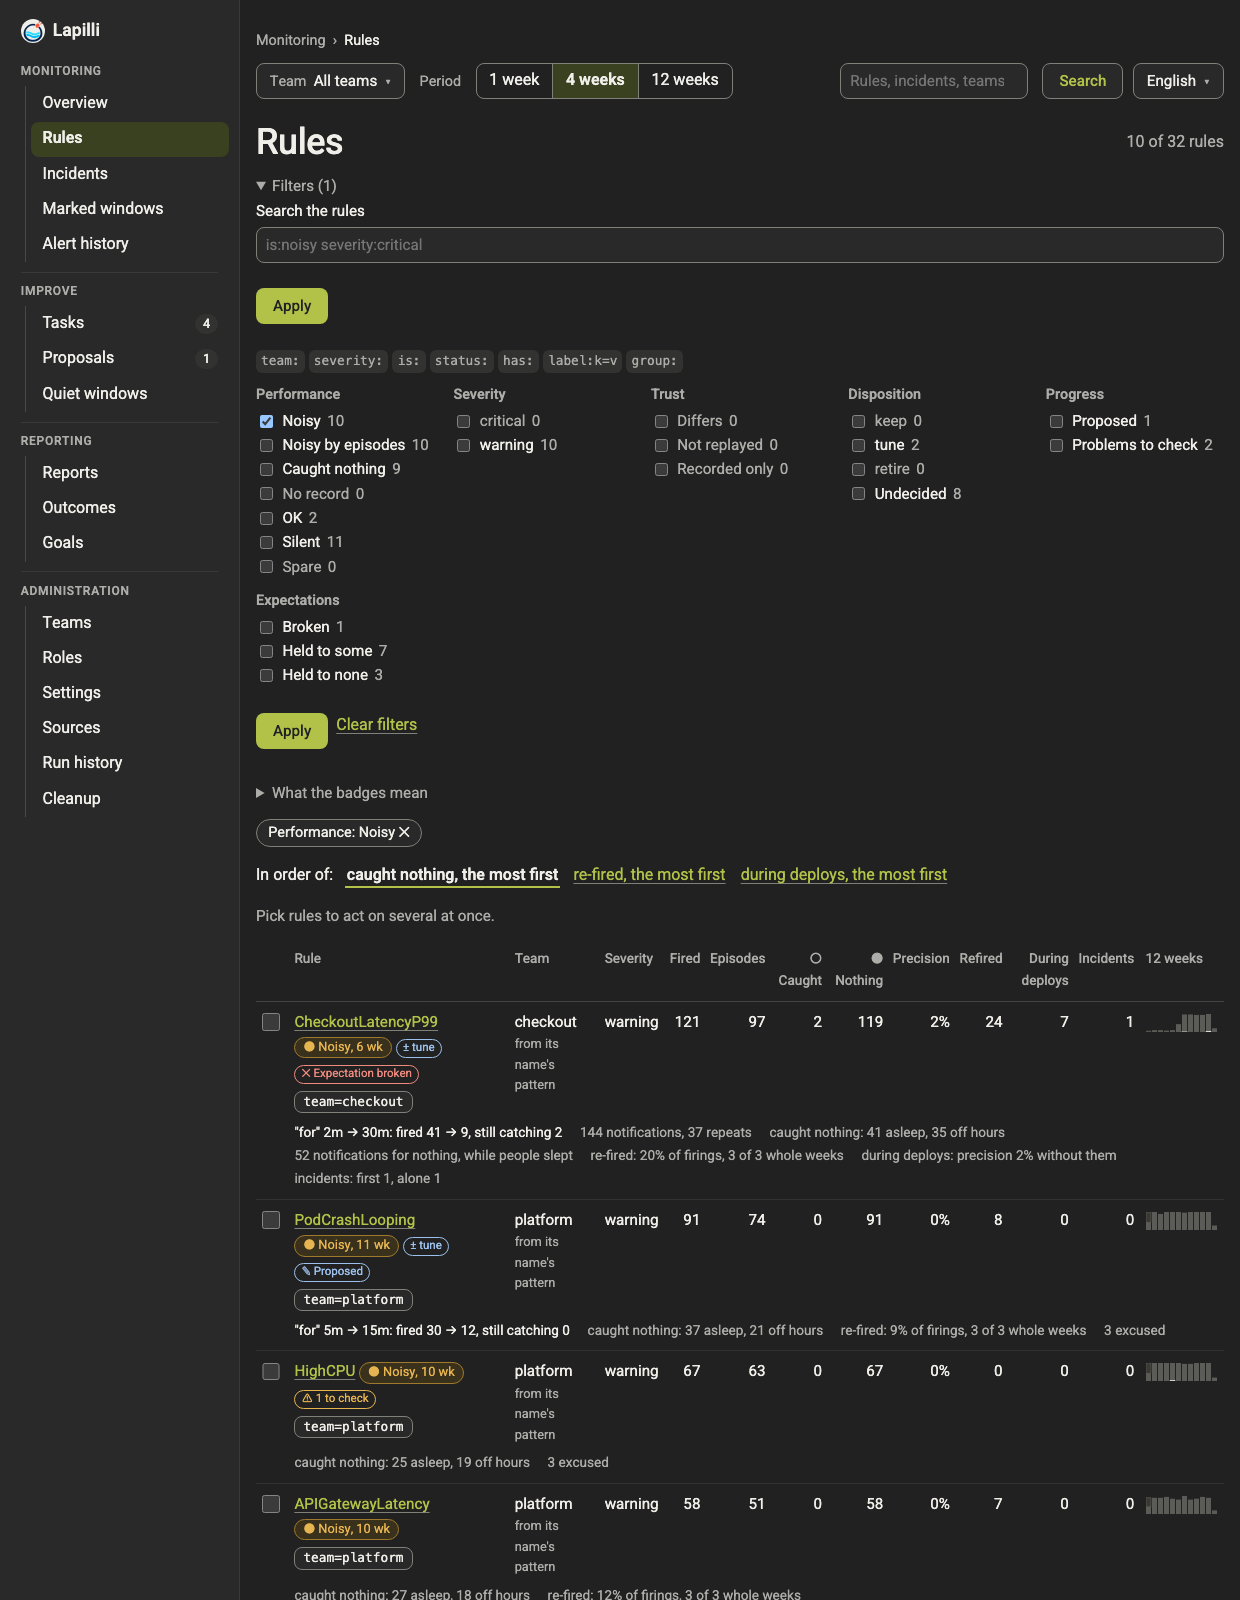 Lapilli
MONITORING
Overview
Rules
Incidents
Marked windows
Alert history
IMPROVE
Tasks 4
Proposals 1
Quiet windows
REPORTING
Reports
Outcomes
Goals
ADMINISTRATION
Teams
Roles
Settings
Sources
Run history
Cleanup
Monitoring › Rules
Team All teams ▾ Period 1 week 4 weeks 12 weeks Rules, incidents, teams Search English ▾
Rules 10 of 32 rules
▼ Filters (1)
Search the rules
is:noisy severity:critical
Apply
team: severity: is: status: has: label:k=v group:
Performance
Noisy 10
Noisy by episodes 10
Caught nothing 9
No record 0
OK 2
Silent 11
Spare 0
Severity
critical 0
warning 10
Trust
Differs 0
Not replayed 0
Recorded only 0
Disposition
keep 0
tune 2
retire 0
Undecided 8
Progress
Proposed 1
Problems to check 2
Expectations
Broken 1
Held to some 7
Held to none 3
Apply Clear filters
▶ What the badges mean
Performance: Noisy ✕
In order of: caught nothing, the most first re-fired, the most first during deploys, the most first
Pick rules to act on several at once.
Rule Team Severity Fired Episodes ○ Caught ● Nothing Precision Refired During deploys Incidents 12 weeks
CheckoutLatencyP99 checkout warning 121 97 2 119 2% 24 7 1
● Noisy, 6 wk ± tune
✕ Expectation broken
team=checkout
from its
name's
pattern
"for" 2m → 30m: fired 41 → 9, still catching 2 144 notifications, 37 repeats caught nothing: 41 asleep, 35 off hours
52 notifications for nothing, while people slept re-fired: 20% of firings, 3 of 3 whole weeks during deploys: precision 2% without them
incidents: first 1, alone 1
PodCrashLooping platform warning 91 74 0 91 0% 8 0 0
● Noisy, 11 wk ± tune
✎ Proposed
team=platform
from its
name's
pattern
"for" 5m → 15m: fired 30 → 12, still catching 0 caught nothing: 37 asleep, 21 off hours re-fired: 9% of firings, 3 of 3 whole weeks 3 excused
HighCPU ● Noisy, 10 wk platform warning 67 63 0 67 0% 0 0 0
⚠ 1 to check
team=platform
from its
name's
pattern
caught nothing: 25 asleep, 19 off hours 3 excused
APIGatewayLatency platform warning 58 51 0 58 0% 7 0 0
● Noisy, 10 wk
team=platform
from its
name's
pattern
caught nothing: 27 asleep, 18 off hours re-fired: 12% of firings, 3 of 3 whole weeks